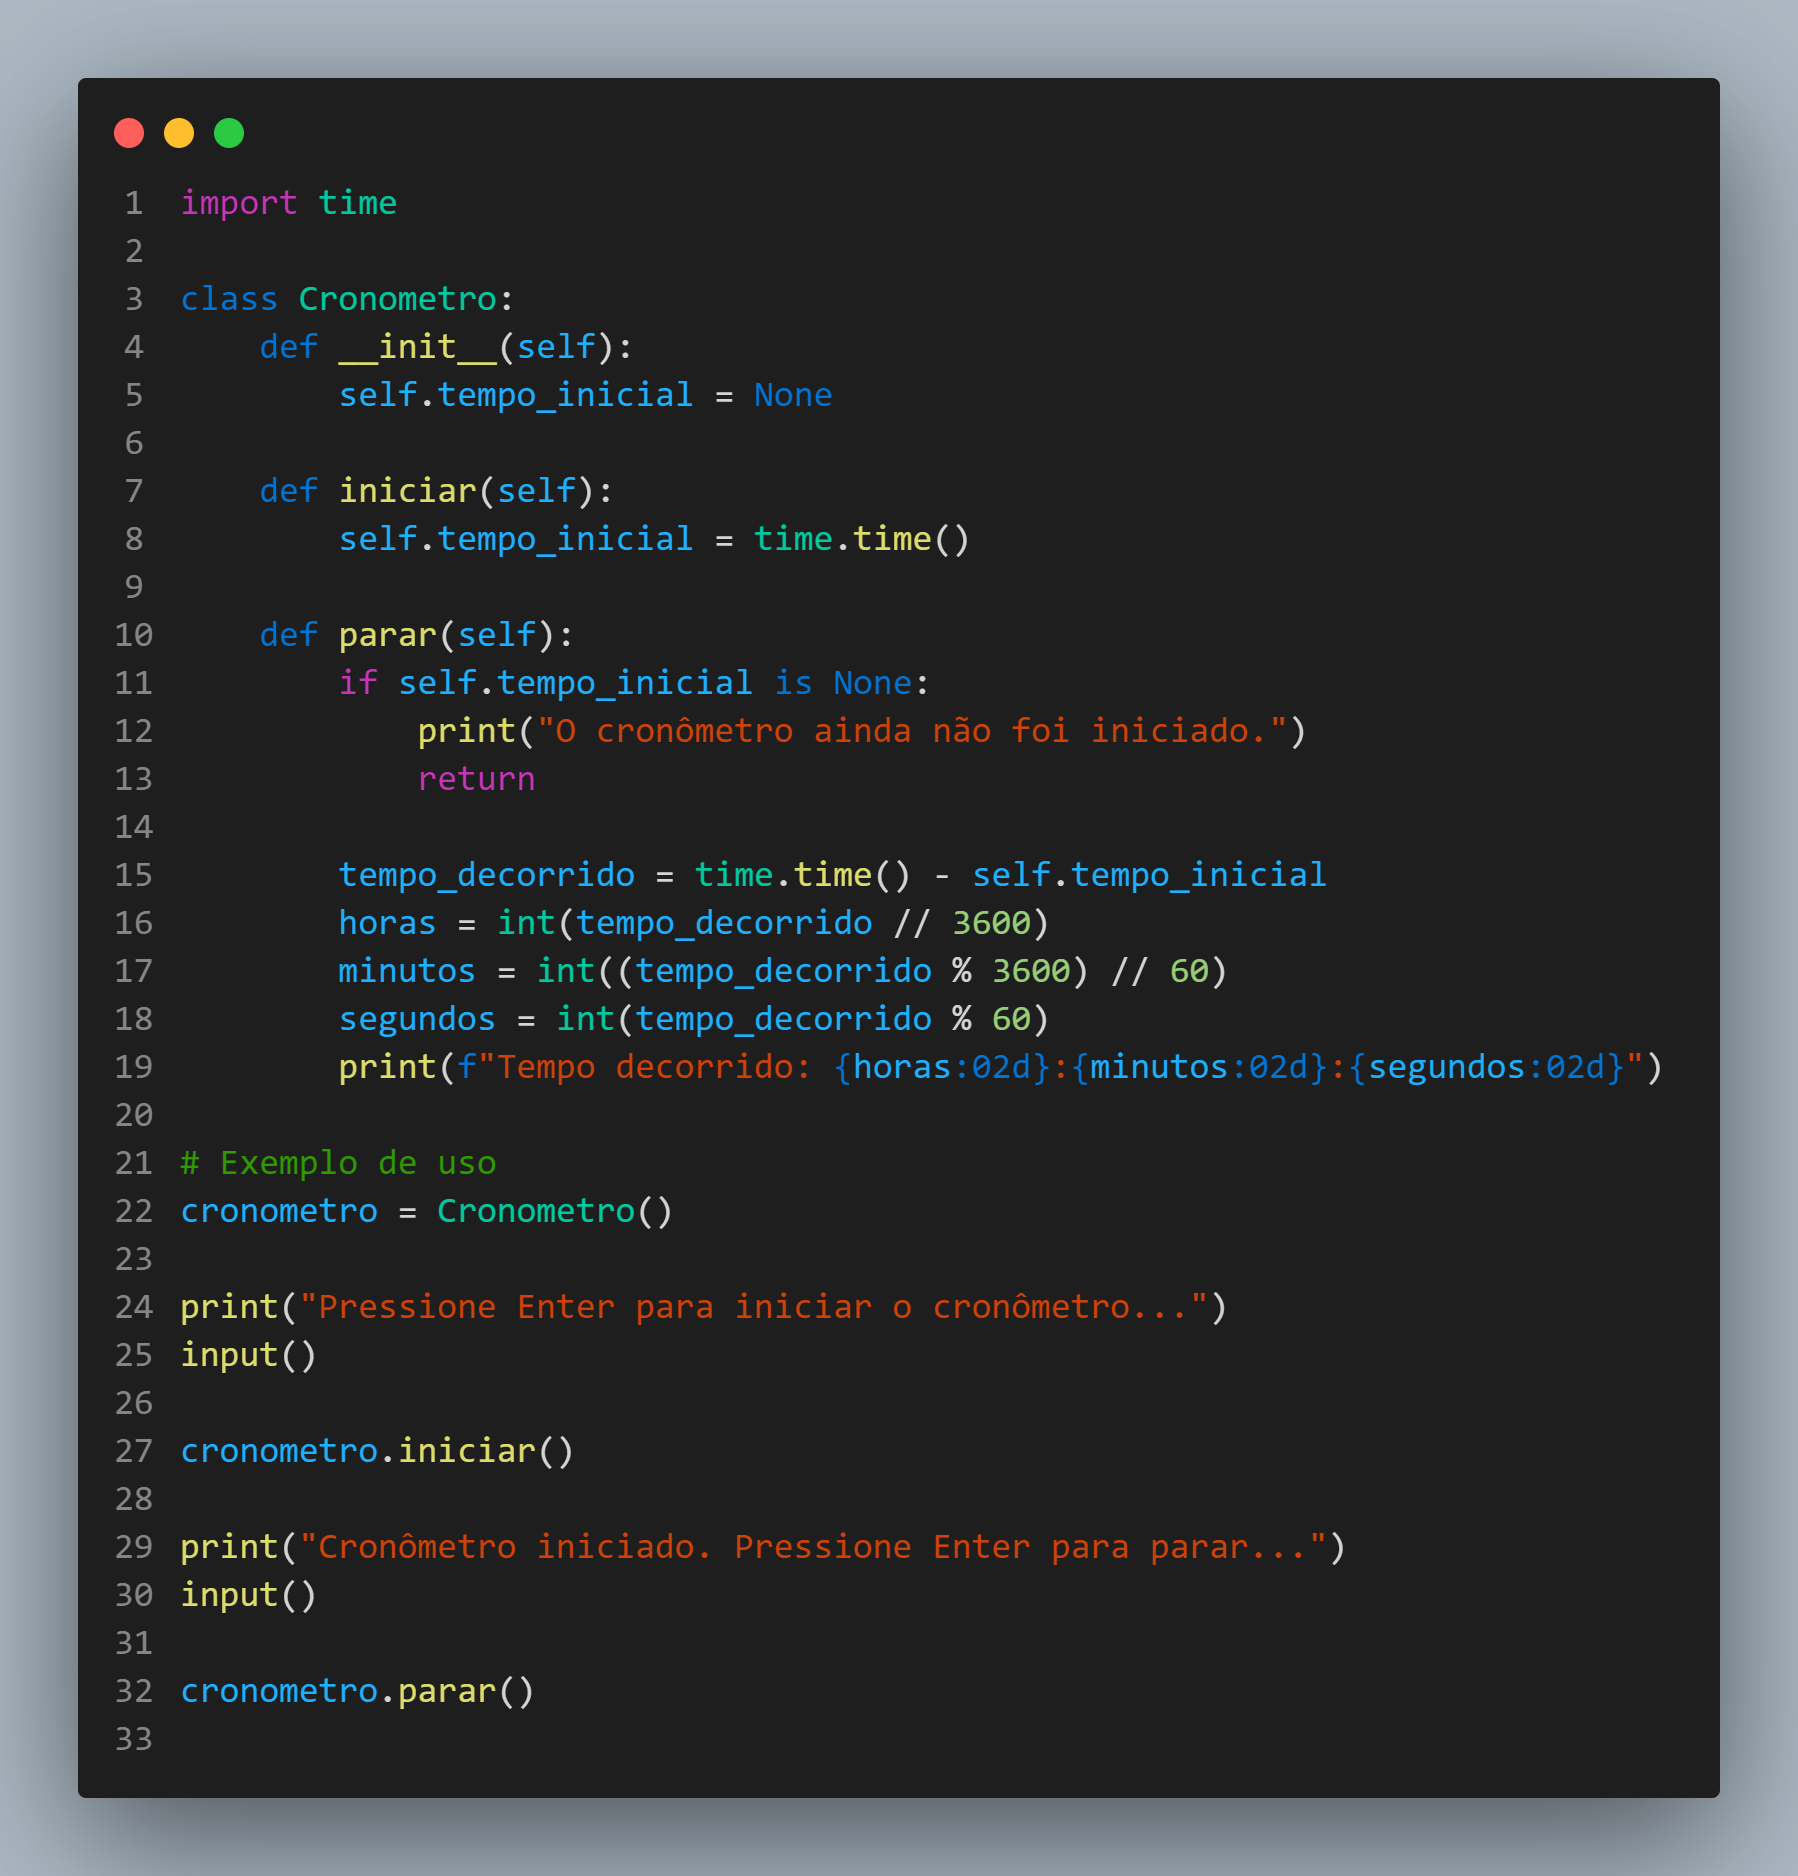 1 import time
2
3 class Cronometro:
4     def __init__(self):
5         self.tempo_inicial = None
6
7     def iniciar(self):
8         self.tempo_inicial = time.time()
9
10     def parar(self):
11         if self.tempo_inicial is None:
12             print("O cronômetro ainda não foi iniciado.")
13             return
14
15         tempo_decorrido = time.time() - self.tempo_inicial
16         horas = int(tempo_decorrido // 3600)
17         minutos = int((tempo_decorrido % 3600) // 60)
18         segundos = int(tempo_decorrido % 60)
19         print(f"Tempo decorrido: {horas:02d}:{minutos:02d}:{segundos:02d}")
20
21 # Exemplo de uso
22 cronometro = Cronometro()
23
24 print("Pressione Enter para iniciar o cronômetro...")
25 input()
26
27 cronometro.iniciar()
28
29 print("Cronômetro iniciado. Pressione Enter para parar...")
30 input()
31
32 cronometro.parar()
33